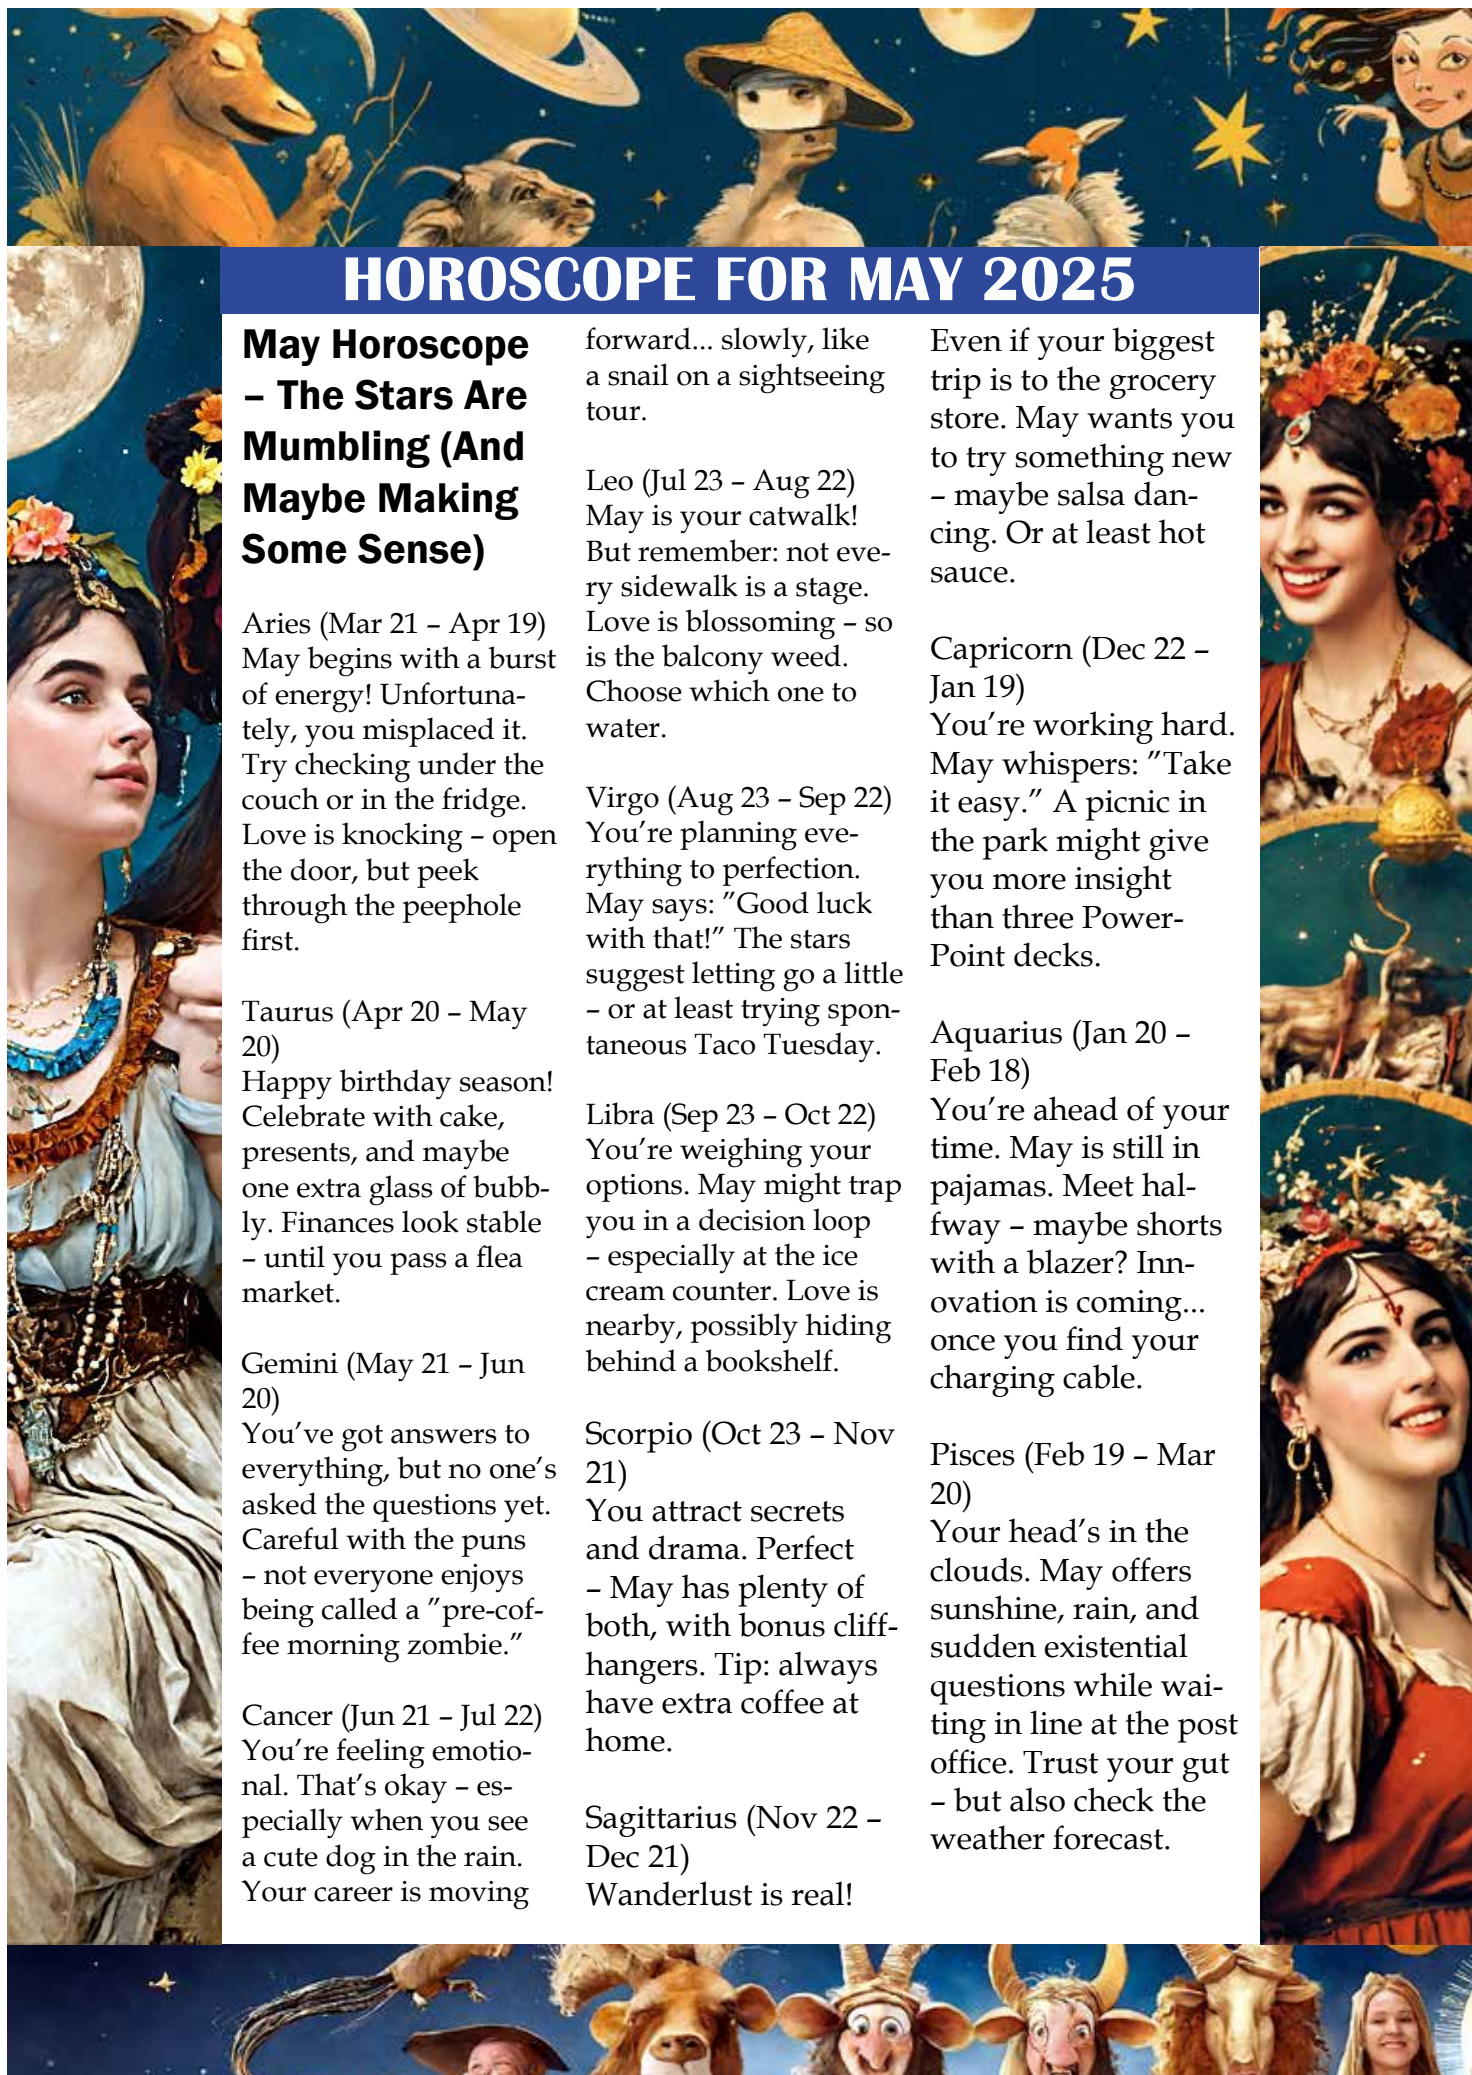 HOROSCOPE FOR MAY 2025
May Horoscope
– The Stars Are
Mumbling (And
Maybe Making
Some Sense)
Aries (Mar 21 – Apr 19)
May begins with a burst
of energy! Unfortuna-
tely, you misplaced it.
Try checking under the
couch or in the fridge.
Love is knocking – open
the door, but peek
through the peephole
first.
Taurus (Apr 20 – May
20)
Happy birthday season!
Celebrate with cake,
presents, and maybe
one extra glass of bubb-
ly. Finances look stable
– until you pass a flea
market.
Gemini (May 21 – Jun
20)
You’ve got answers to
everything, but no one’s
asked the questions yet.
Careful with the puns
– not everyone enjoys
being called a ”pre-cof-
fee morning zombie.”
Cancer (Jun 21 – Jul 22)
You’re feeling emotio-
nal. That’s okay – es-
pecially when you see
a cute dog in the rain.
Your career is moving
forward... slowly, like
a snail on a sightseeing
tour.
Leo (Jul 23 – Aug 22)
May is your catwalk!
But remember: not eve-
ry sidewalk is a stage.
Love is blossoming – so
is the balcony weed.
Choose which one to
water.
Virgo (Aug 23 – Sep 22)
You’re planning eve-
rything to perfection.
May says: ”Good luck
with that!” The stars
suggest letting go a little
– or at least trying spon-
taneous Taco Tuesday.
Libra (Sep 23 – Oct 22)
You’re weighing your
options. May might trap
you in a decision loop
– especially at the ice
cream counter. Love is
nearby, possibly hiding
behind a bookshelf.
Scorpio (Oct 23 – Nov
21)
You attract secrets
and drama. Perfect
– May has plenty of
both, with bonus cliff-
hangers. Tip: always
have extra coffee at
home.
Sagittarius (Nov 22 –
Dec 21)
Wanderlust is real!
Even if your biggest
trip is to the grocery
store. May wants you
to try something new
– maybe salsa dan-
cing. Or at least hot
sauce.
Capricorn (Dec 22 –
Jan 19)
You’re working hard.
May whispers: ”Take
it easy.” A picnic in
the park might give
you more insight
than three Power-
Point decks.
Aquarius (Jan 20 –
Feb 18)
You’re ahead of your
time. May is still in
pajamas. Meet hal-
fway – maybe shorts
with a blazer? Inn-
ovation is coming...
once you find your
charging cable.
Pisces (Feb 19 – Mar
20)
Your head’s in the
clouds. May offers
sunshine, rain, and
sudden existential
questions while wai-
ting in line at the post
office. Trust your gut
– but also check the
weather forecast.